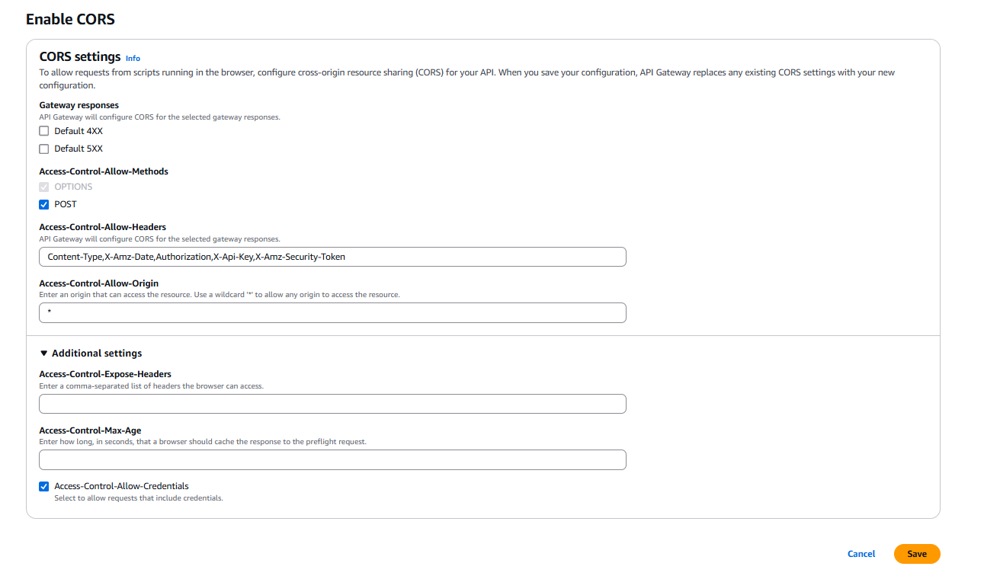 Enable CORS
CORS settings Info
To allow requests from scripts running in the browser, configure cross-origin resource sharing (CORS) for your API. When you save your configuration, API Gateway replaces any existing CORS settings with your new
configuration.
Gateway responses
API Gateway will configure CORS for the selected gateway responses.
Default 4XX
Default 5XX
Access-Control-Allow-Methods
OPTIONS
POST
Access-Control-Allow-Headers
API Gateway will configure CORS for the selected gateway responses.
Content-Type,X-Amz-Date,Authorization,X-Api-Key,X-Amz-Security-Token
Access-Control-Allow-Origin
Enter an origin that can access the resource. Use a wildcard '*' to allow any origin to access the resource.
*
Additional settings
Access-Control-Expose-Headers
Enter a comma-separated list of headers the browser can access.
Access-Control-Max-Age
Enter how long, in seconds, that a browser should cache the response to the preflight request.
Access-Control-Allow-Credentials
Select to allow requests that include credentials.
Cancel Save